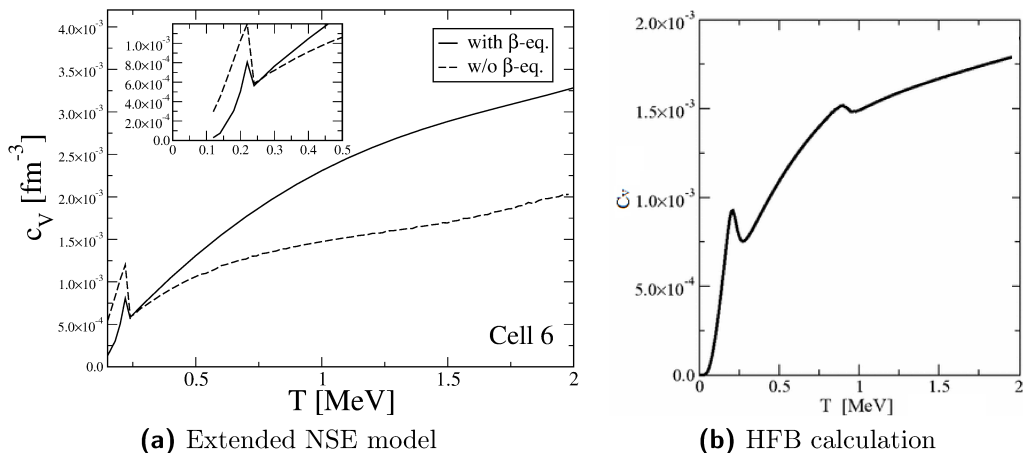 4.0×10⁻³
3.5×10⁻³
3.0×10⁻³
2.5×10⁻³
2.0×10⁻³
1.5×10⁻³
1.0×10⁻³
5.0×10⁻⁴
0.0
c_V [fm⁻³]
1.0×10⁻³
8.0×10⁻⁴
6.0×10⁻⁴
4.0×10⁻⁴
2.0×10⁻⁴
0.0
0 0.1 0.2 0.3 0.4 0.5
with β-eq.
w/o β-eq.
Cell 6
0.5 1 1.5 2
T [MeV]
(a) Extended NSE model
2.0×10⁻³
1.5×10⁻³
1.0×10⁻³
5.0×10⁻⁴
0.0
C_v
0 0.5 1 1.5 2
T [MeV]
(b) HFB calculation